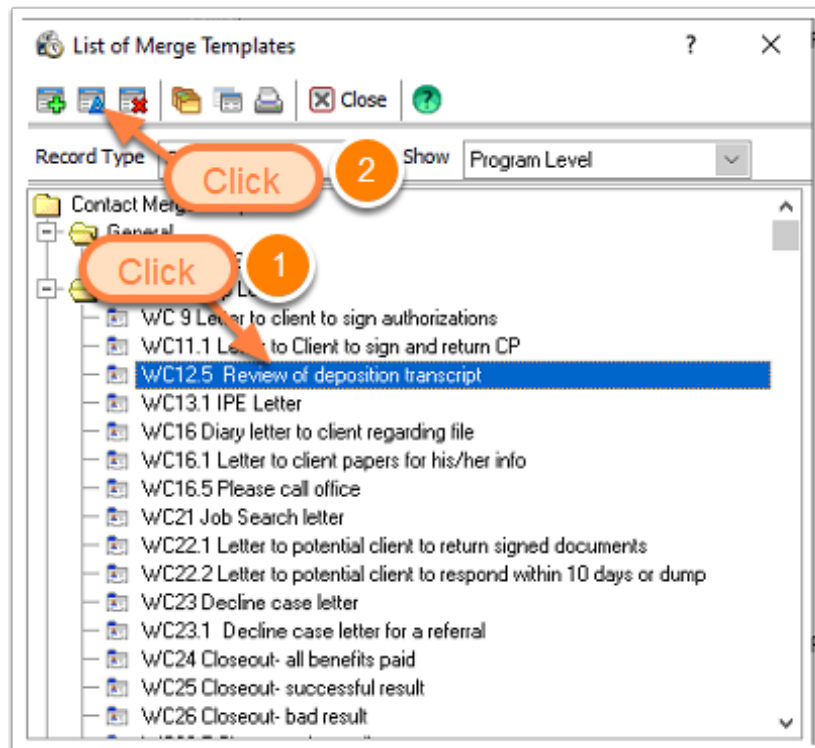 List of Merge Templates
Close
Record Type
Show
Program Level
Click
2
Contact Merge
General
Click
1
WC 9 Letter to client to sign authorizations
WC11.1 Letter to Client to sign and return CP
WC12.5 Review of deposition transcript
WC13.1 IPE Letter
WC16 Diary letter to client regarding file
WC16.1 Letter to client papers for his/her info
WC16.5 Please call office
WC21 Job Search letter
WC22.1 Letter to potential client to return signed documents
WC22.2 Letter to potential client to respond within 10 days or dump
WC23 Decline case letter
WC23.1 Decline case letter for a referral
WC24 Closeout- all benefits paid
WC25 Closeout- successful result
WC26 Closeout- bad result